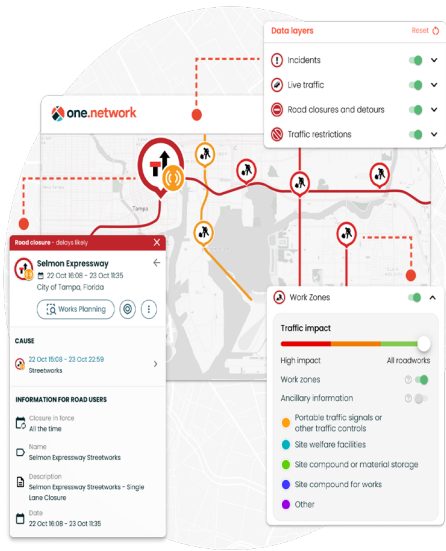 Data layers
Reset
Incidents
Live traffic
Road closures and detours
Traffic restrictions
one.network
Tampa
Road closure - delays likely
X
Selmon Expressway
22 Oct 16:08 - 23 Oct 11:35
City of Tampa, Florida
Works Planning
CAUSE
22 Oct 15:08 - 23 Oct 22:59
Streetworks
INFORMATION FOR ROAD USERS
Closure in force
All the time
Name
Selmon Expressway Streetworks
Description
Selmon Expressway Streetworks - Single
Lane Closure
Date
22 Oct 16:08 - 23 Oct 11:35
Work Zones
Traffic impact
High impact
All roadworks
Work zones
Ancillary information
Portable traffic signals or
other traffic controls
Site welfare facilities
Site compound or material storage
Site compound for works
Other